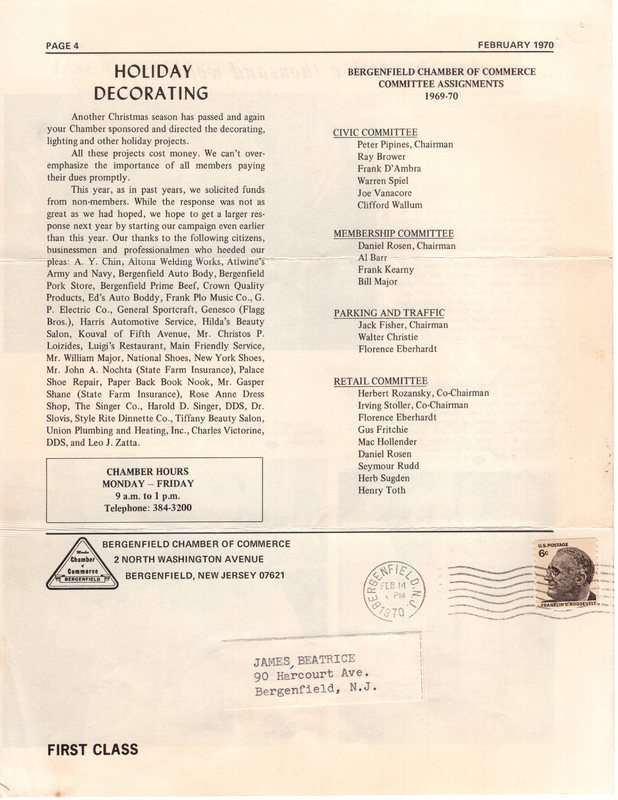 PAGE 4
FEBRUARY 1970
HOLIDAY
DECORATING
Another Christmas season has passed and again
your Chamber sponsored and directed the decorating,
lighting and other holiday projects.
All these projects cost money. We can't over-
emphasize the importance of all members paying
their dues promptly.
This year, as in past years, we solicited funds
from non-members. While the response was not as
great as we had hoped, we hope to get a larger res-
ponse next year by starting our campaign even earlier
than this year. Our thanks to the following citizens,
businessmen and professionalmen who heeded our
pleas: A. Y. Chin, Altona Welding Works, Atlwine's
Army and Navy, Bergenfield Auto Body, Bergenfield
Pork Store, Bergenfield Prime Beef, Crown Quality
Products, Ed's Auto Boddy, Frank Plo Music Co., G.
P. Electric Co., General Sportcraft, Genesco (Flagg
Bros.), Harris Automotive Service, Hilda's Beauty
Salon, Kouval of Fifth Avenue, Mr. Christos P.
Loizides, Luigi's Restaurant, Main Friendly Service,
Mr. William Major, National Shoes, New York Shoes,
Mr. John A. Nochta (State Farm Insurance), Palace
Shoe Repair, Paper Back Book Nook, Mr. Gasper
Shane (State Farm Insurance), Rose Anne Dress
Shop, The Singer Co., Harold D. Singer, DDS, Dr.
Slovis, Style Rite Dinnette Co., Tiffany Beauty Salon,
Union Plumbing and Heating, Inc., Charles Victorine,
DDS, and Leo J. Zatta.
CHAMBER HOURS
MONDAY – FRIDAY
9 a.m. to 1 p.m.
Telephone: 384-3200
BERGENFIELD CHAMBER OF COMMERCE
COMMITTEE ASSIGNMENTS
1969-70
CIVIC COMMITTEE
Peter Pipines, Chairman
Ray Brower
Frank D'Ambra
Warren Spiel
Joe Vanacore
Clifford Wallum
MEMBERSHIP COMMITTEE
Daniel Rosen, Chairman
Al Barr
Frank Kearny
Bill Major
PARKING AND TRAFFIC
Jack Fisher, Chairman
Walter Christie
Florence Eberhardt
RETAIL COMMITTEE
Herbert Rozansky, Co-Chairman
Irving Stoller, Co-Chairman
Florence Eberhardt
Gus Fritchie
Mac Hollender
Daniel Rosen
Seymour Rudd
Herb Sugden
Henry Toth
Member
Chamber
of
Commerce
BERGENFIELD
BERGENFIELD CHAMBER OF COMMERCE
2 NORTH WASHINGTON AVENUE
BERGENFIELD, NEW JERSEY 07621
BERGENFIELD, N.J.
FEB 14
PM
1970
U.S. POSTAGE
6c
FRANKLIN D. ROOSEVELT
JAMES, BEATRICE
90 Harcourt Ave.
Bergenfield, N.J.
FIRST CLASS